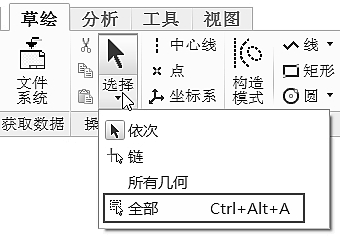 草绘 分析 工具 视图
文件系统
选择
中心线
点
坐标系
构造模式
线
矩形
圆
获取数据
操
依次
链
所有几何
全部 Ctrl+Alt+A